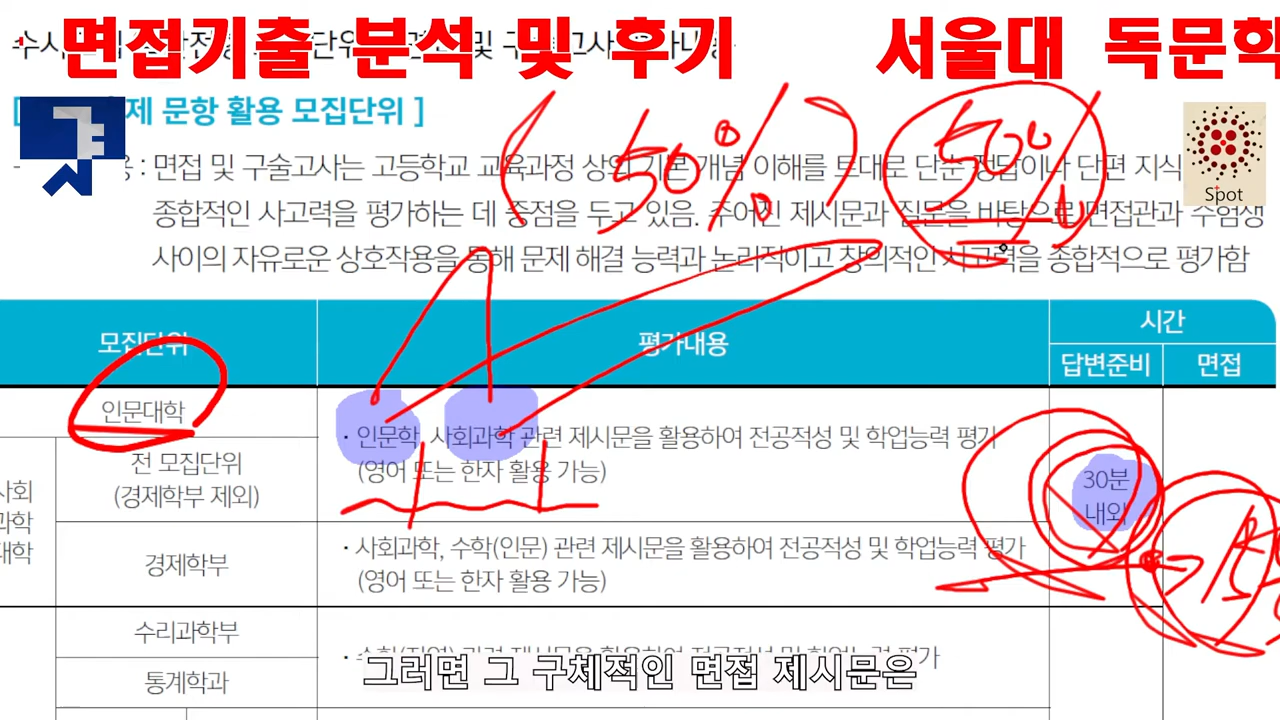 면접기출 분석 및 후기 서울대 독문학
제 문항 활용 모집단위 ]
용 : 면접 및 구술고사는 고등학교 교육과정 상의 기본 개념 이해를 토대로 단순 정답이나 단편 지식
종합적인 사고력을 평가하는 데 중점을 두고 있음. 주어진 제시문과 질문을 바탕으로 면접관과 수험생
사이의 자유로운 상호작용을 통해 문제 해결 능력과 논리적이고 창의적인 사고력을 종합적으로 평가함
(50%)
50%
Spot
모집단위 평가내용 시간
답변준비 면접
인문대학
· 인문학, 사회과학 관련 제시문을 활용하여 전공적성 및 학업능력 평가
(영어 또는 한자 활용 가능)
전 모집단위
(경제학부 제외)
30분
내외
사회
과학
대학
경제학부
· 사회과학, 수학(인문) 관련 제시문을 활용하여 전공적성 및 학업능력 평가
(영어 또는 한자 활용 가능)
수리과학부
통계학과
그러면 그 구체적인 면접 제시문은